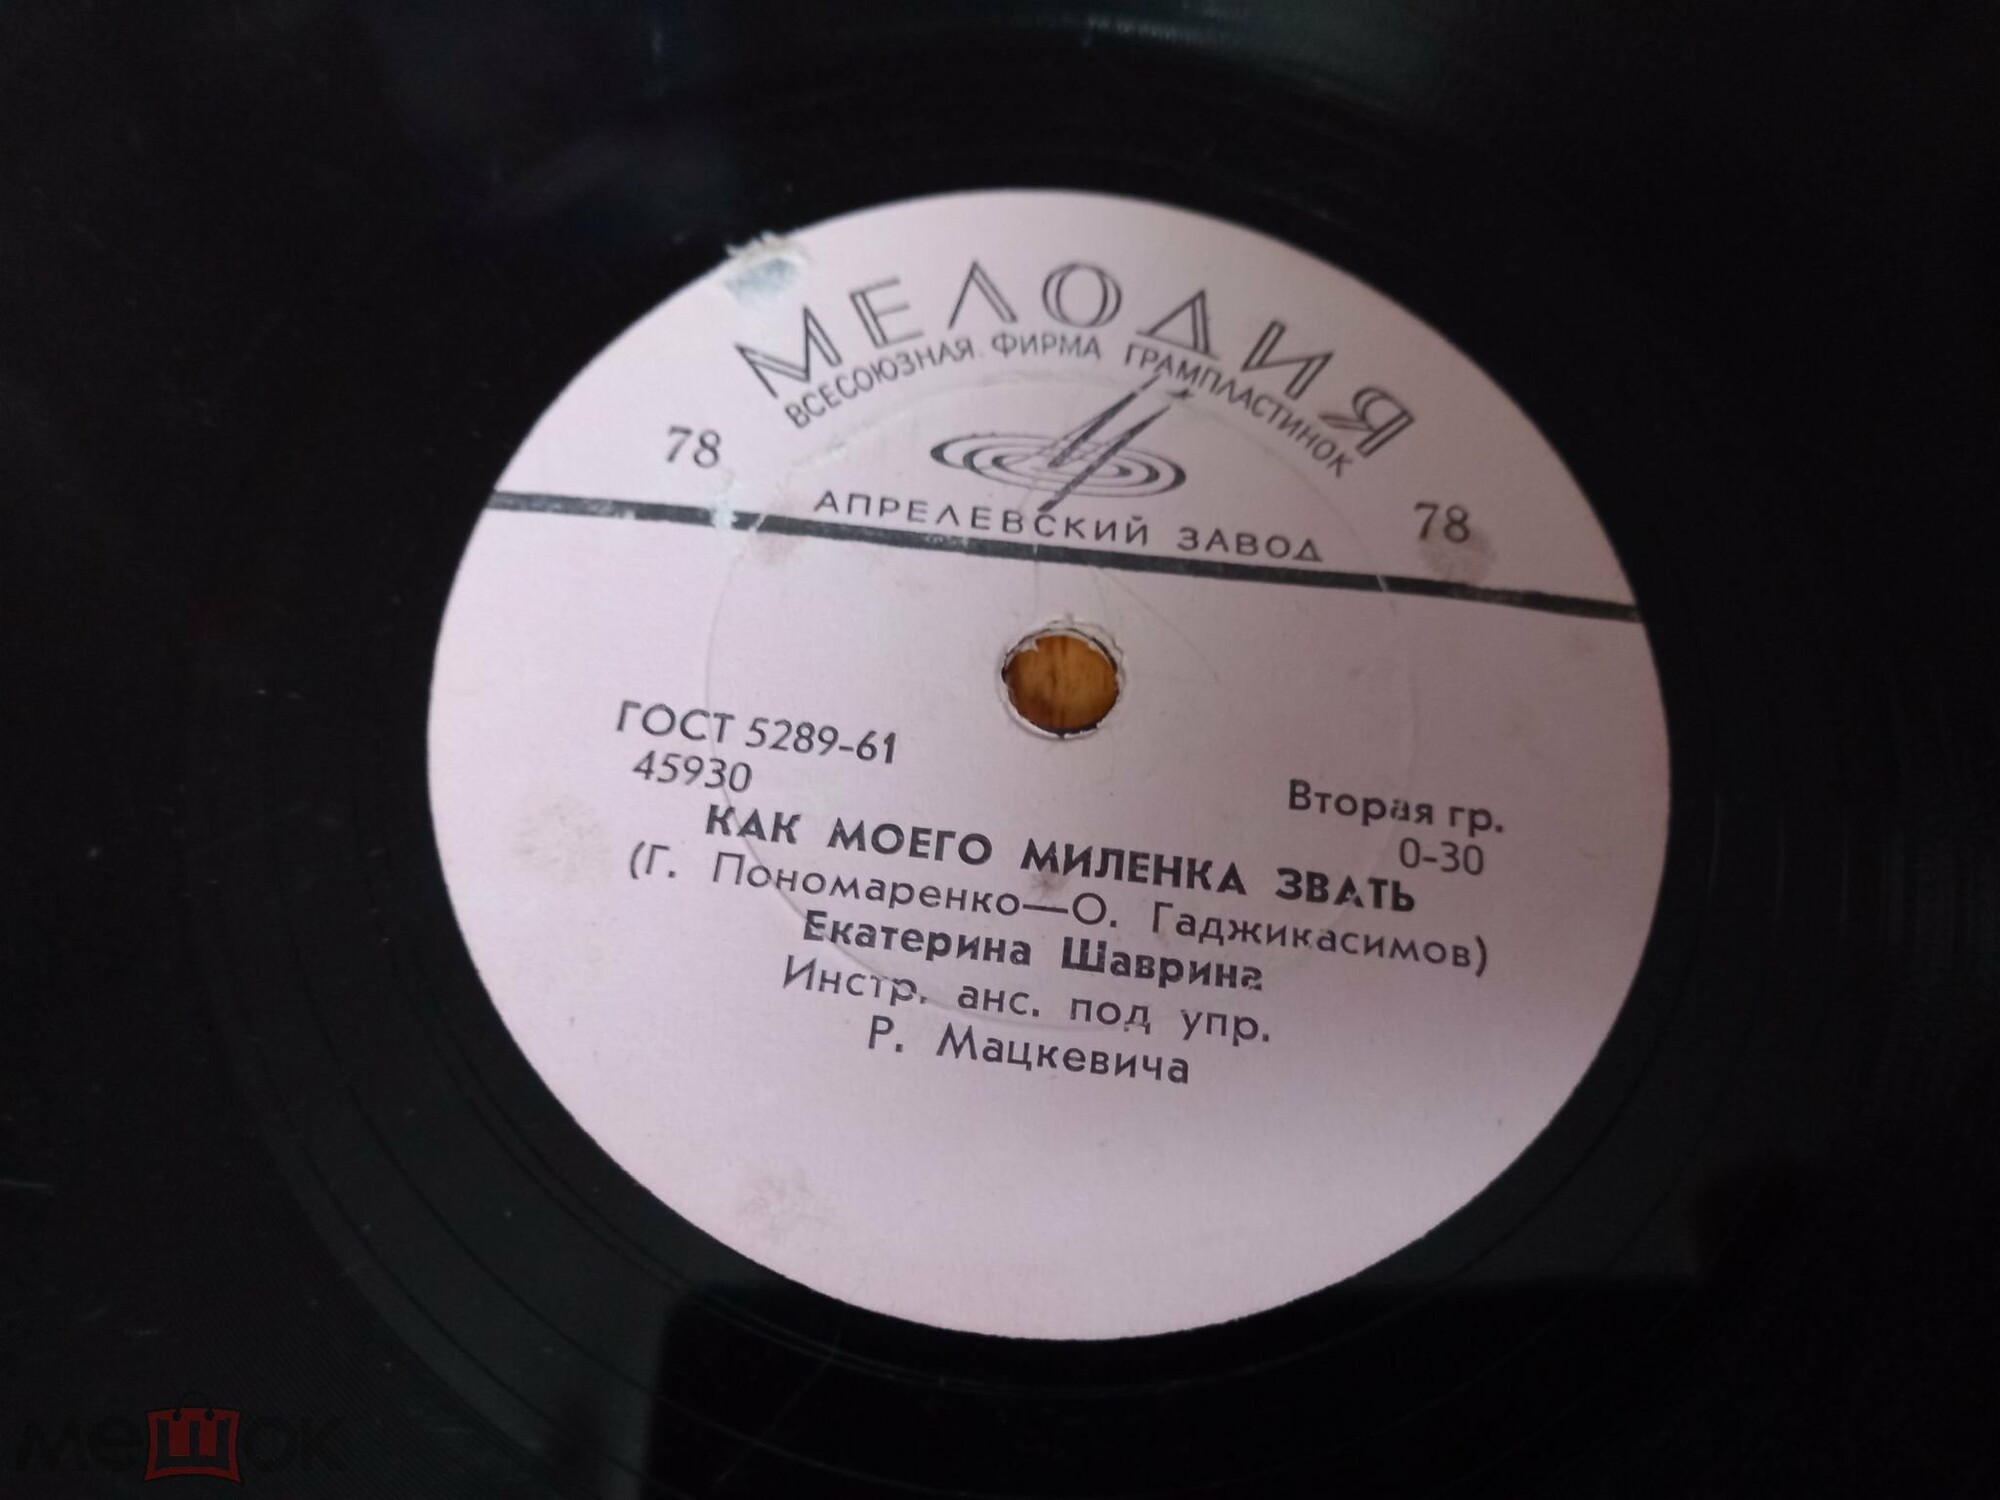 МЕЛОДИЯ
ВСЕСОЮЗНАЯ ФИРМА ГРАМПЛАСТИНОК
78
78
АПРЕЛЕВСКИЙ ЗАВОД
ГОСТ 5289-61
45930
Вторая гр.
0-30
КАК МОЕГО МИЛЕНКА ЗВАТЬ
(Г. Пономаренко—О. Гаджикасимов)
Екатерина Шаврина
Инстр. анс. под упр.
Р. Мацкевича
мешок